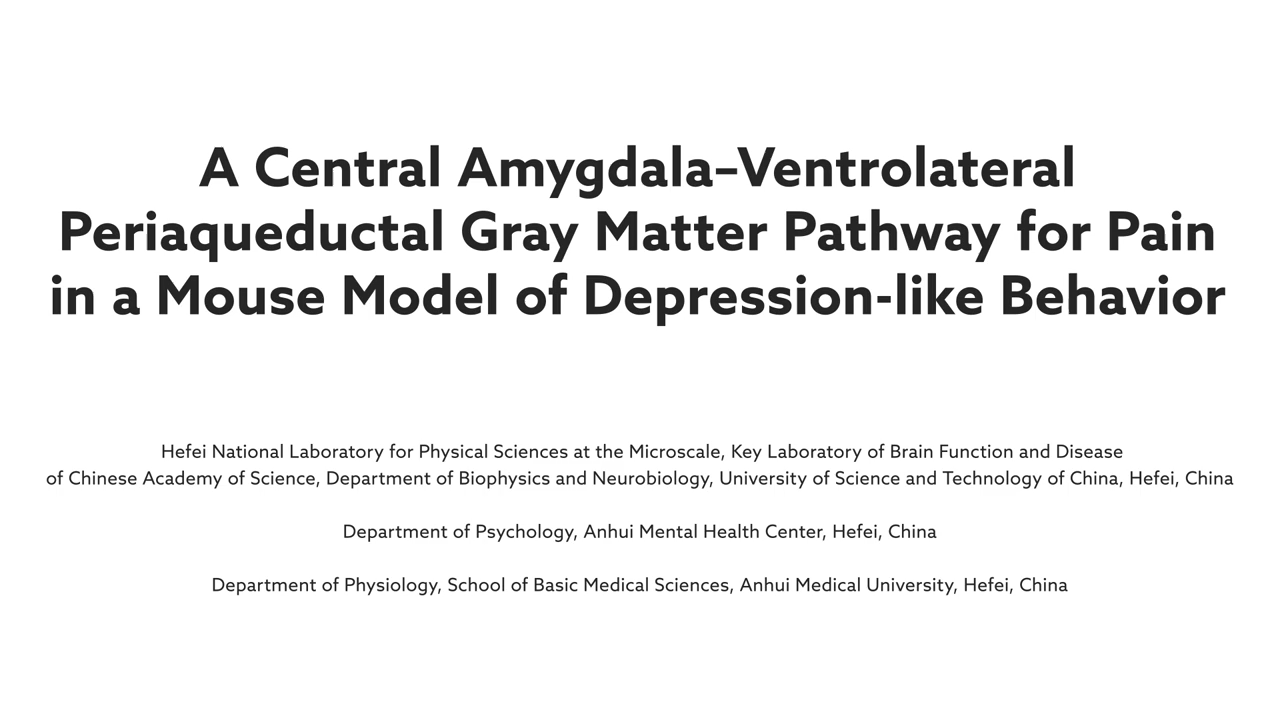 A Central Amygdala–Ventrolateral
Periaqueductal Gray Matter Pathway for Pain
in a Mouse Model of Depression-like Behavior
Hefei National Laboratory for Physical Sciences at the Microscale, Key Laboratory of Brain Function and Disease
of Chinese Academy of Science, Department of Biophysics and Neurobiology, University of Science and Technology of China, Hefei, China
Department of Psychology, Anhui Mental Health Center, Hefei, China
Department of Physiology, School of Basic Medical Sciences, Anhui Medical University, Hefei, China